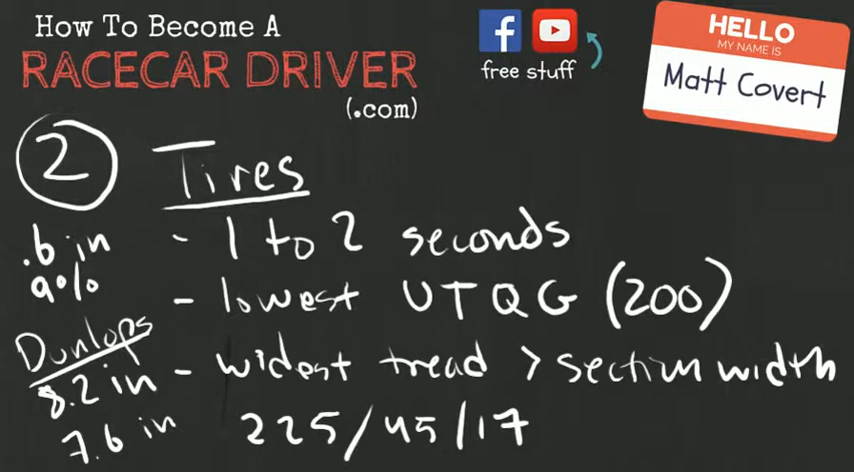 How To Become A
RACECAR DRIVER
(.com)
f
free stuff
HELLO
MY NAME IS
Matt Covert
2 Tires
.6 in
9%
- 1 to 2 seconds
- lowest UTQG (200)
Dunlops
8.2 in
7.6 in
- widest tread > section width
225/45/17